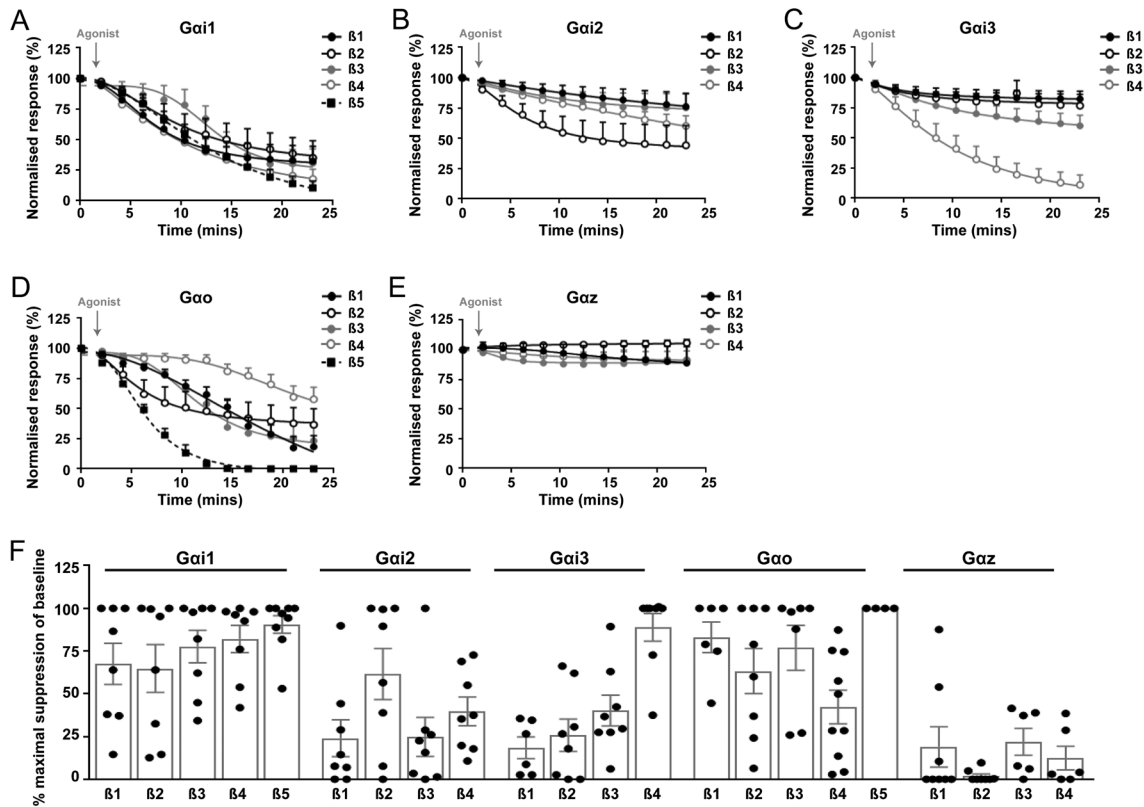 A
Gαi1
Agonist
Normalised response (%)
125
100
75
50
25
0
0 5 10 15 20 25
Time (mins)
ß1
ß2
ß3
ß4
ß5
B
Gαi2
Agonist
Normalised response (%)
125
100
75
50
25
0
0 5 10 15 20 25
Time (mins)
ß1
ß2
ß3
ß4
C
Gαi3
Agonist
Normalised response (%)
125
100
75
50
25
0
0 5 10 15 20 25
Time (mins)
ß1
ß2
ß3
ß4
D
Gαo
Agonist
Normalised response (%)
125
100
75
50
25
0
0 5 10 15 20 25
Time (mins)
ß1
ß2
ß3
ß4
ß5
E
Gαz
Agonist
Normalised response (%)
125
100
75
50
25
0
0 5 10 15 20 25
Time (mins)
ß1
ß2
ß3
ß4
F
Gαi1 Gαi2 Gαi3 Gαo Gαz
% maximal suppression of baseline
125
100
75
50
25
0
ß1 ß2 ß3 ß4 ß5 ß1 ß2 ß3 ß4 ß1 ß2 ß3 ß4 ß1 ß2 ß3 ß4 ß5 ß1 ß2 ß3 ß4